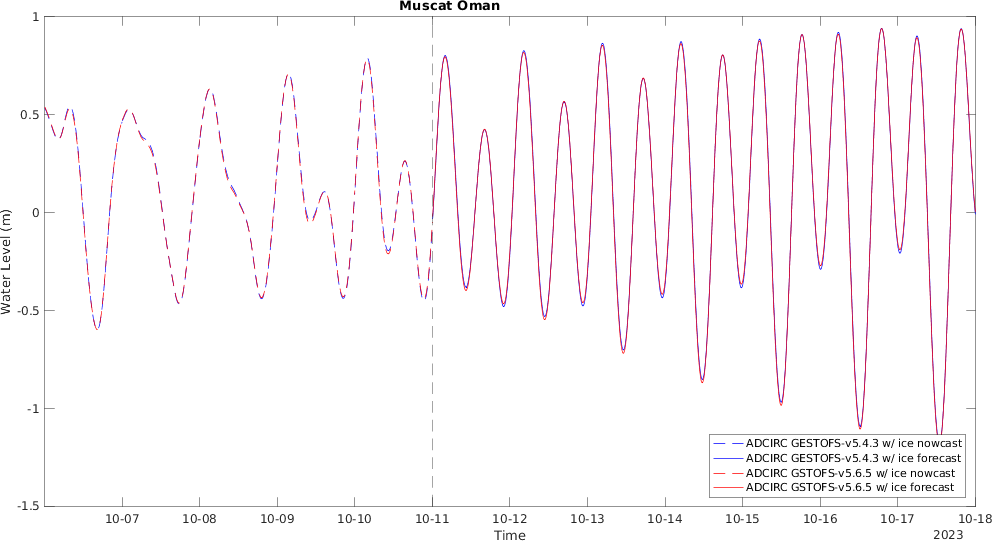 Muscat Oman
1
0.5
0
-0.5
-1
-1.5
Water Level (m)
ADCIRC GESTOFS-v5.4.3 w/ ice nowcast
ADCIRC GESTOFS-v5.4.3 w/ ice forecast
ADCIRC GSTOFS-v5.6.5 w/ ice nowcast
ADCIRC GSTOFS-v5.6.5 w/ ice forecast
10-07 10-08 10-09 10-10 10-11 10-12 10-13 10-14 10-15 10-16 10-17 10-18
Time
2023